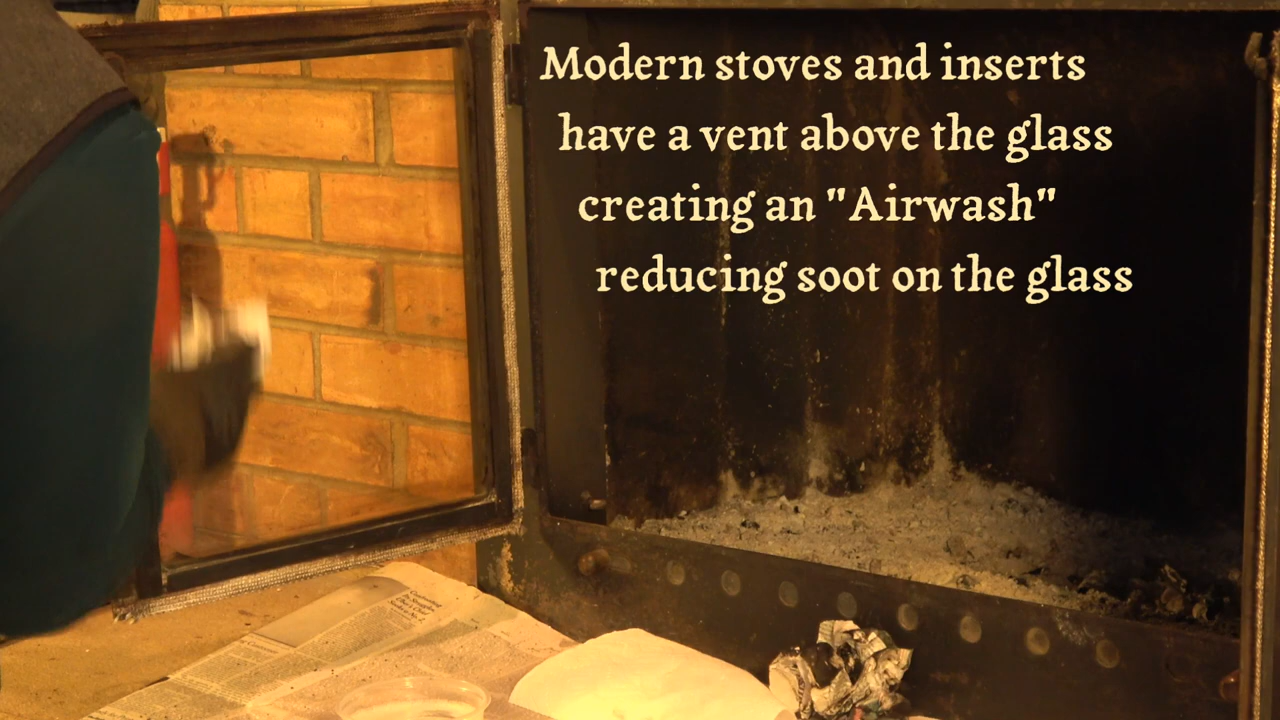 Modern stoves and inserts
have a vent above the glass
creating an "Airwash"
reducing soot on the glass